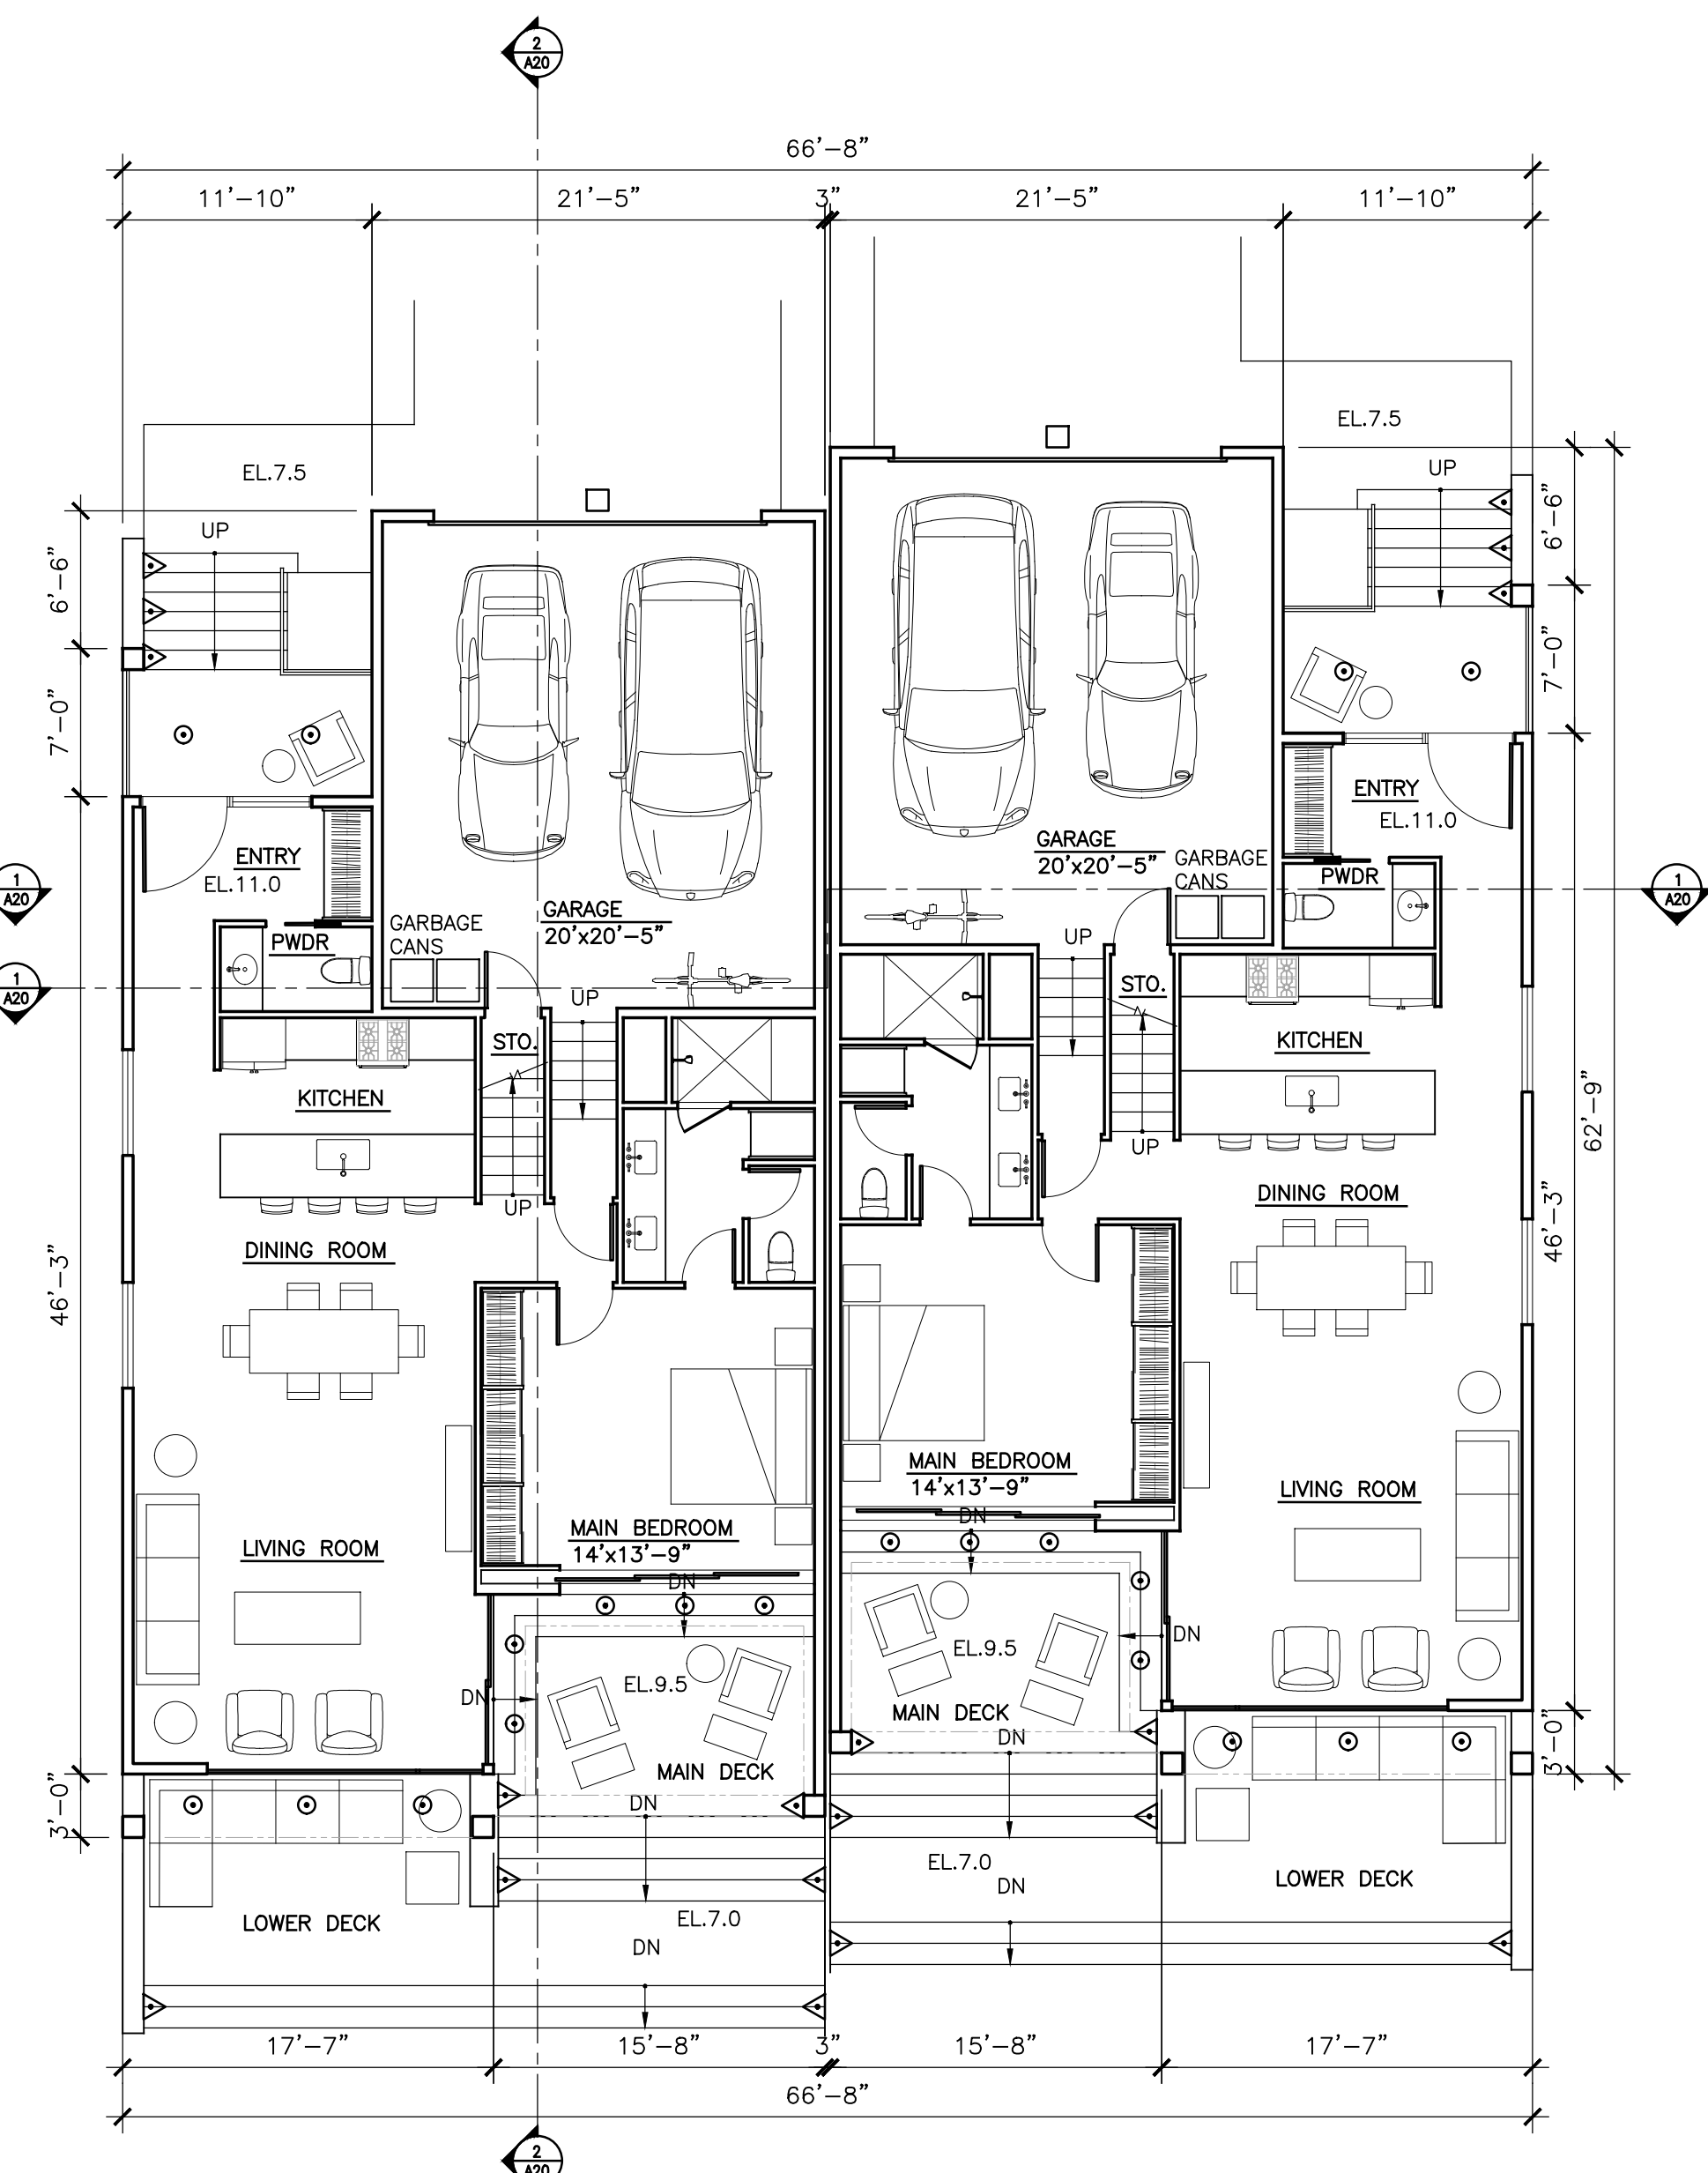 2
A20
66'-8"
11'-10" 21'-5" 3" 21'-5" 11'-10"
EL.7.5
UP
6'-6"
7'-0"
EL.7.5
UP
6'-6"
7'-0"
ENTRY
EL.11.0
GARAGE
20'x20'-5"
GARBAGE
CANS
PWDR
1
A20
1
A20
ENTRY
EL.11.0
GARAGE
20'x20'-5"
GARBAGE
CANS
PWDR
1
A20
UP
STO.
UP
STO.
KITCHEN
KITCHEN
62'-9"
UP
UP
DINING ROOM
DINING ROOM
46'-3"
46'-3"
MAIN BEDROOM
14'x13'-9"
LIVING ROOM
DN
MAIN BEDROOM
14'x13'-9"
LIVING ROOM
DN
DN
EL.9.5
EL.9.5
DN
MAIN DECK
DN
MAIN DECK
DN
3'-0"
3'-0"
EL.7.0
DN
LOWER DECK
LOWER DECK
EL.7.0
DN
17'-7" 15'-8" 3" 15'-8" 17'-7"
66'-8"
2
A20